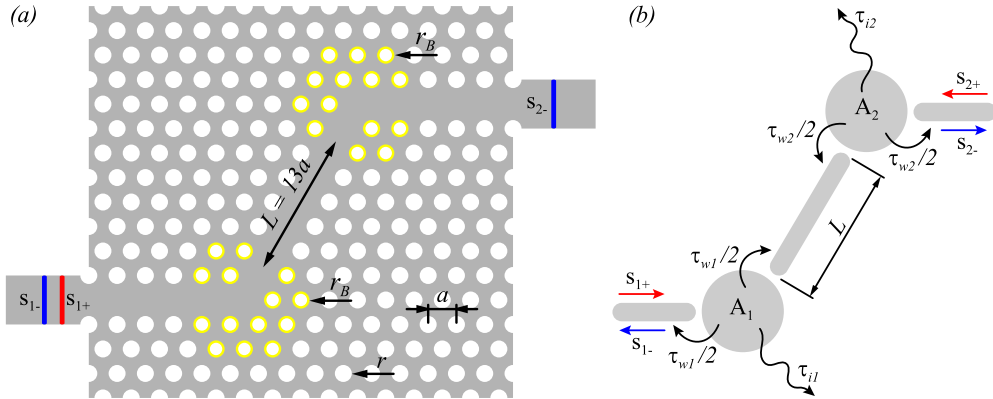 (a)
r_B
s_2-
L = 13a
s_1-
s_1+
r_B
a
r
(b)
τ_i2
A_2
s_2+
s_2-
τ_w2/2
τ_w2/2
L
τ_w1/2
s_1+
A_1
s_1-
τ_w1/2
τ_i1